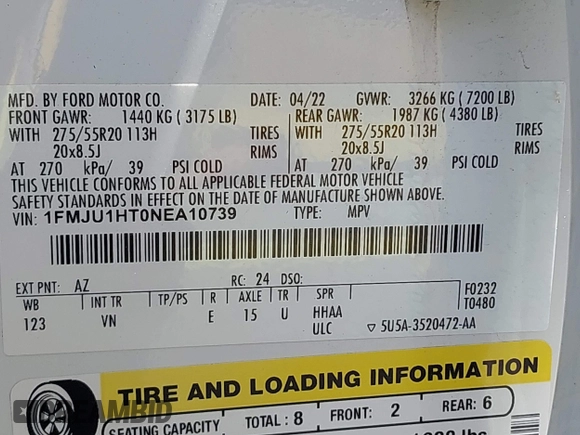 MFD. BY FORD MOTOR CO. DATE: 04/22 GVWR: 3266 KG ( 7200 LB)
FRONT GAWR: 1440 KG ( 3175 LB) REAR GAWR: 1987 KG ( 4380 LB)
WITH 275/55R20 113H TIRES WITH 275/55R20 113H TIRES
20x8.5J RIMS 20x8.5J RIMS
AT 270 kPa/ 39 PSI COLD AT 270 kPa/ 39 PSI COLD
THIS VEHICLE CONFORMS TO ALL APPLICABLE FEDERAL MOTOR VEHICLE
SAFETY STANDARDS IN EFFECT ON THE DATE OF MANUFACTURE SHOWN ABOVE.
VIN: 1FMJU1HT0NEA10739 TYPE: MPV
EXT PNT: AZ RC: 24 DSO: F0232
WB INT TR TP/PS R AXLE TR SPR T0480
123 VN E 15 U HHAA
ULC ▽ 5U5A-3520472-AA
TIRE AND LOADING INFORMATION
SEATING CAPACITY TOTAL : 8 FRONT: 2 REAR: 6
lbs